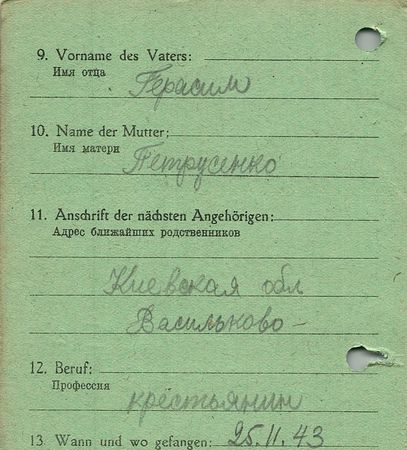 9. Vorname des Vaters:
Имя отца
Герасим
10. Name der Mutter:
Имя матери
Петрусенко
11. Anschrift der nächsten Angehörigen:
Адрес ближайших родственников
Киевская обл
Васильково-
12. Beruf:
Профессия
крестьянин
13 Wann und wo gefangen: 25.11.43